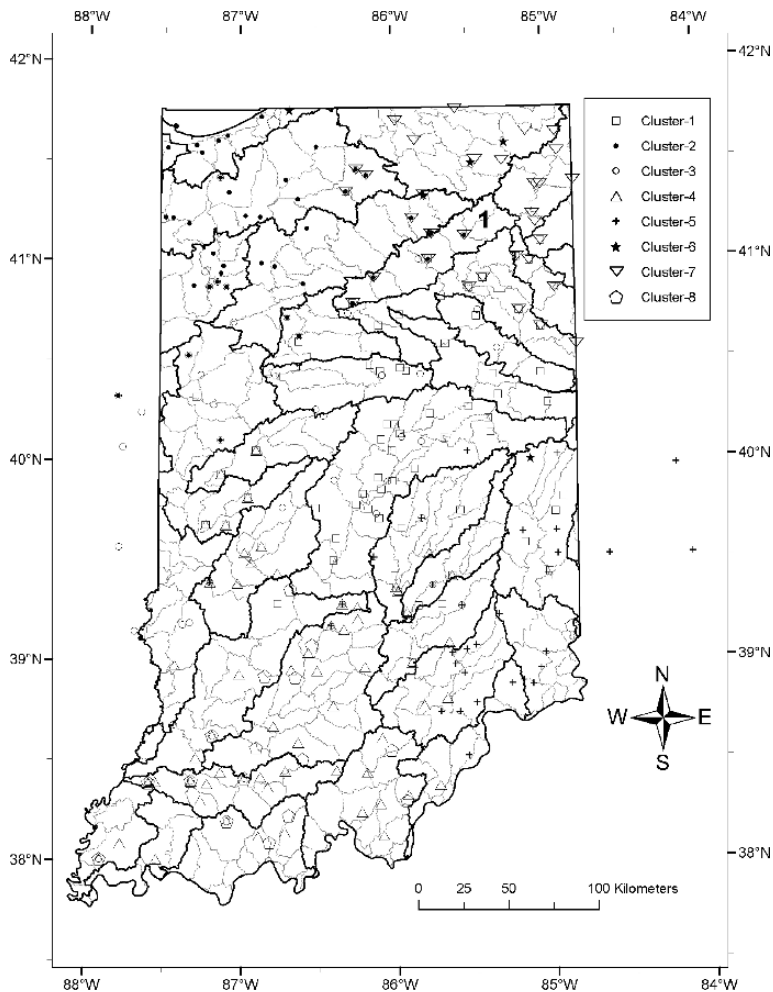 88°W 87°W 86°W 85°W 84°W
42°N 42°N
Cluster-1
Cluster-2
Cluster-3
Cluster-4
Cluster-5
Cluster-6
Cluster-7
Cluster-8
1
41°N 41°N
40°N 40°N
39°N 39°N
N
W E
S
38°N 38°N
0 25 50 100 Kilometers
88°W 87°W 86°W 85°W 84°W